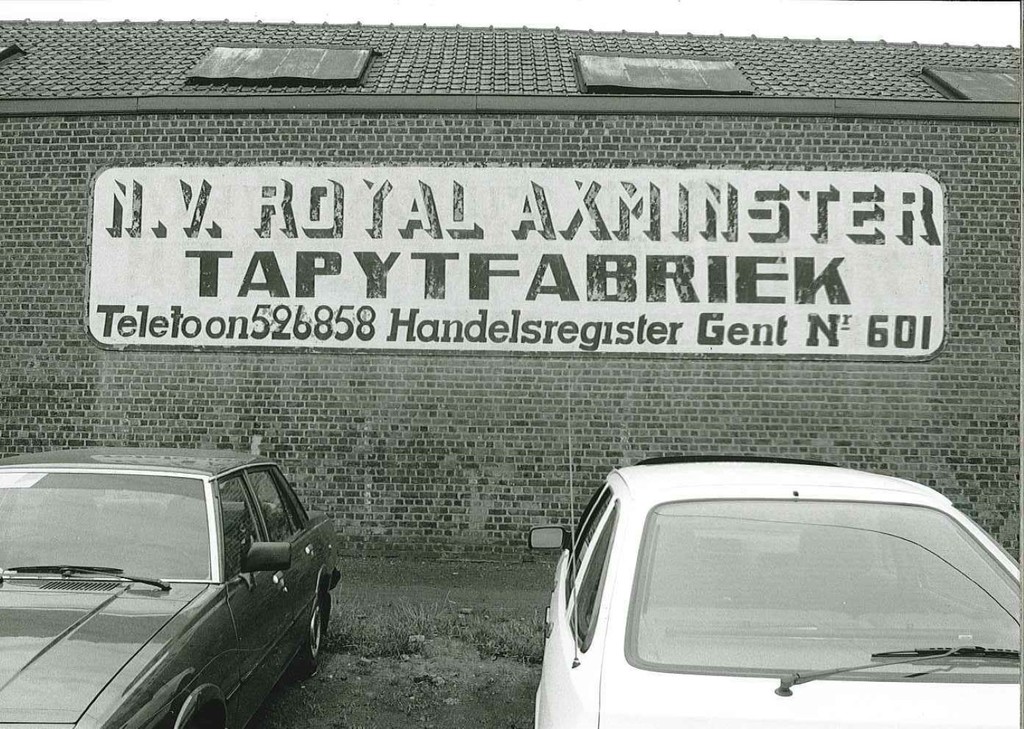 N.V. ROYAL AXMINSTER
TAPYTFABRIEK
Telefoon 526858 Handelsregister Gent Nr 601